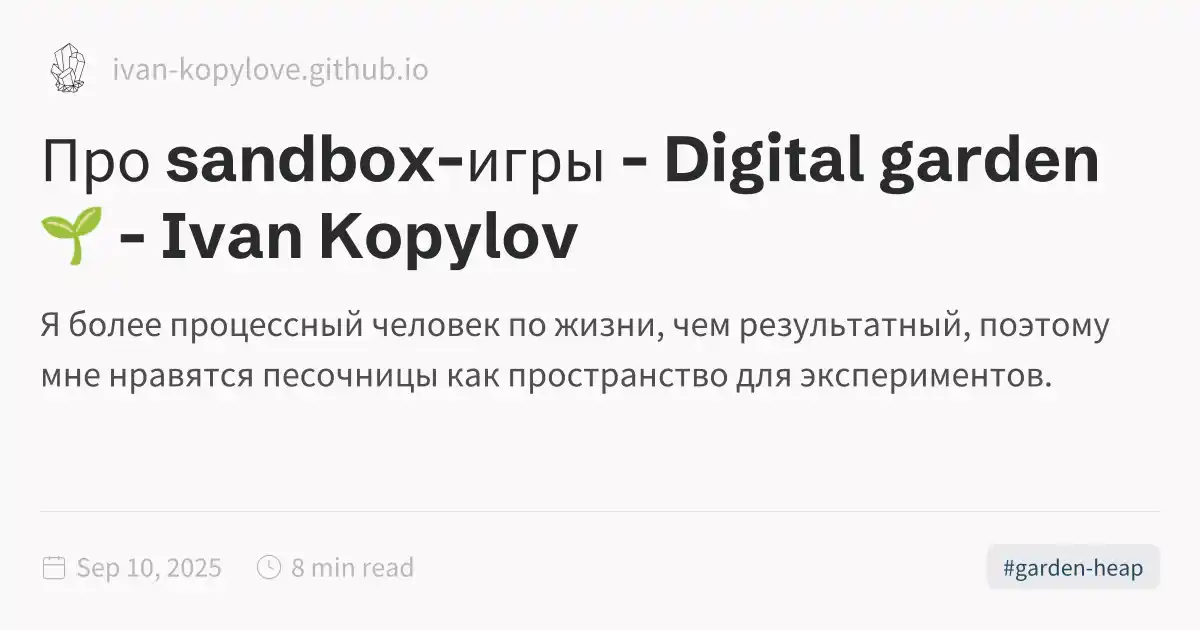 ivan-kopylove.github.io
Про sandbox-игры - Digital garden
🌱 - Ivan Kopylov
Я более процессный человек по жизни, чем результатный, поэтому
мне нравятся песочницы как пространство для экспериментов.
Sep 10, 2025 8 min read #garden-heap